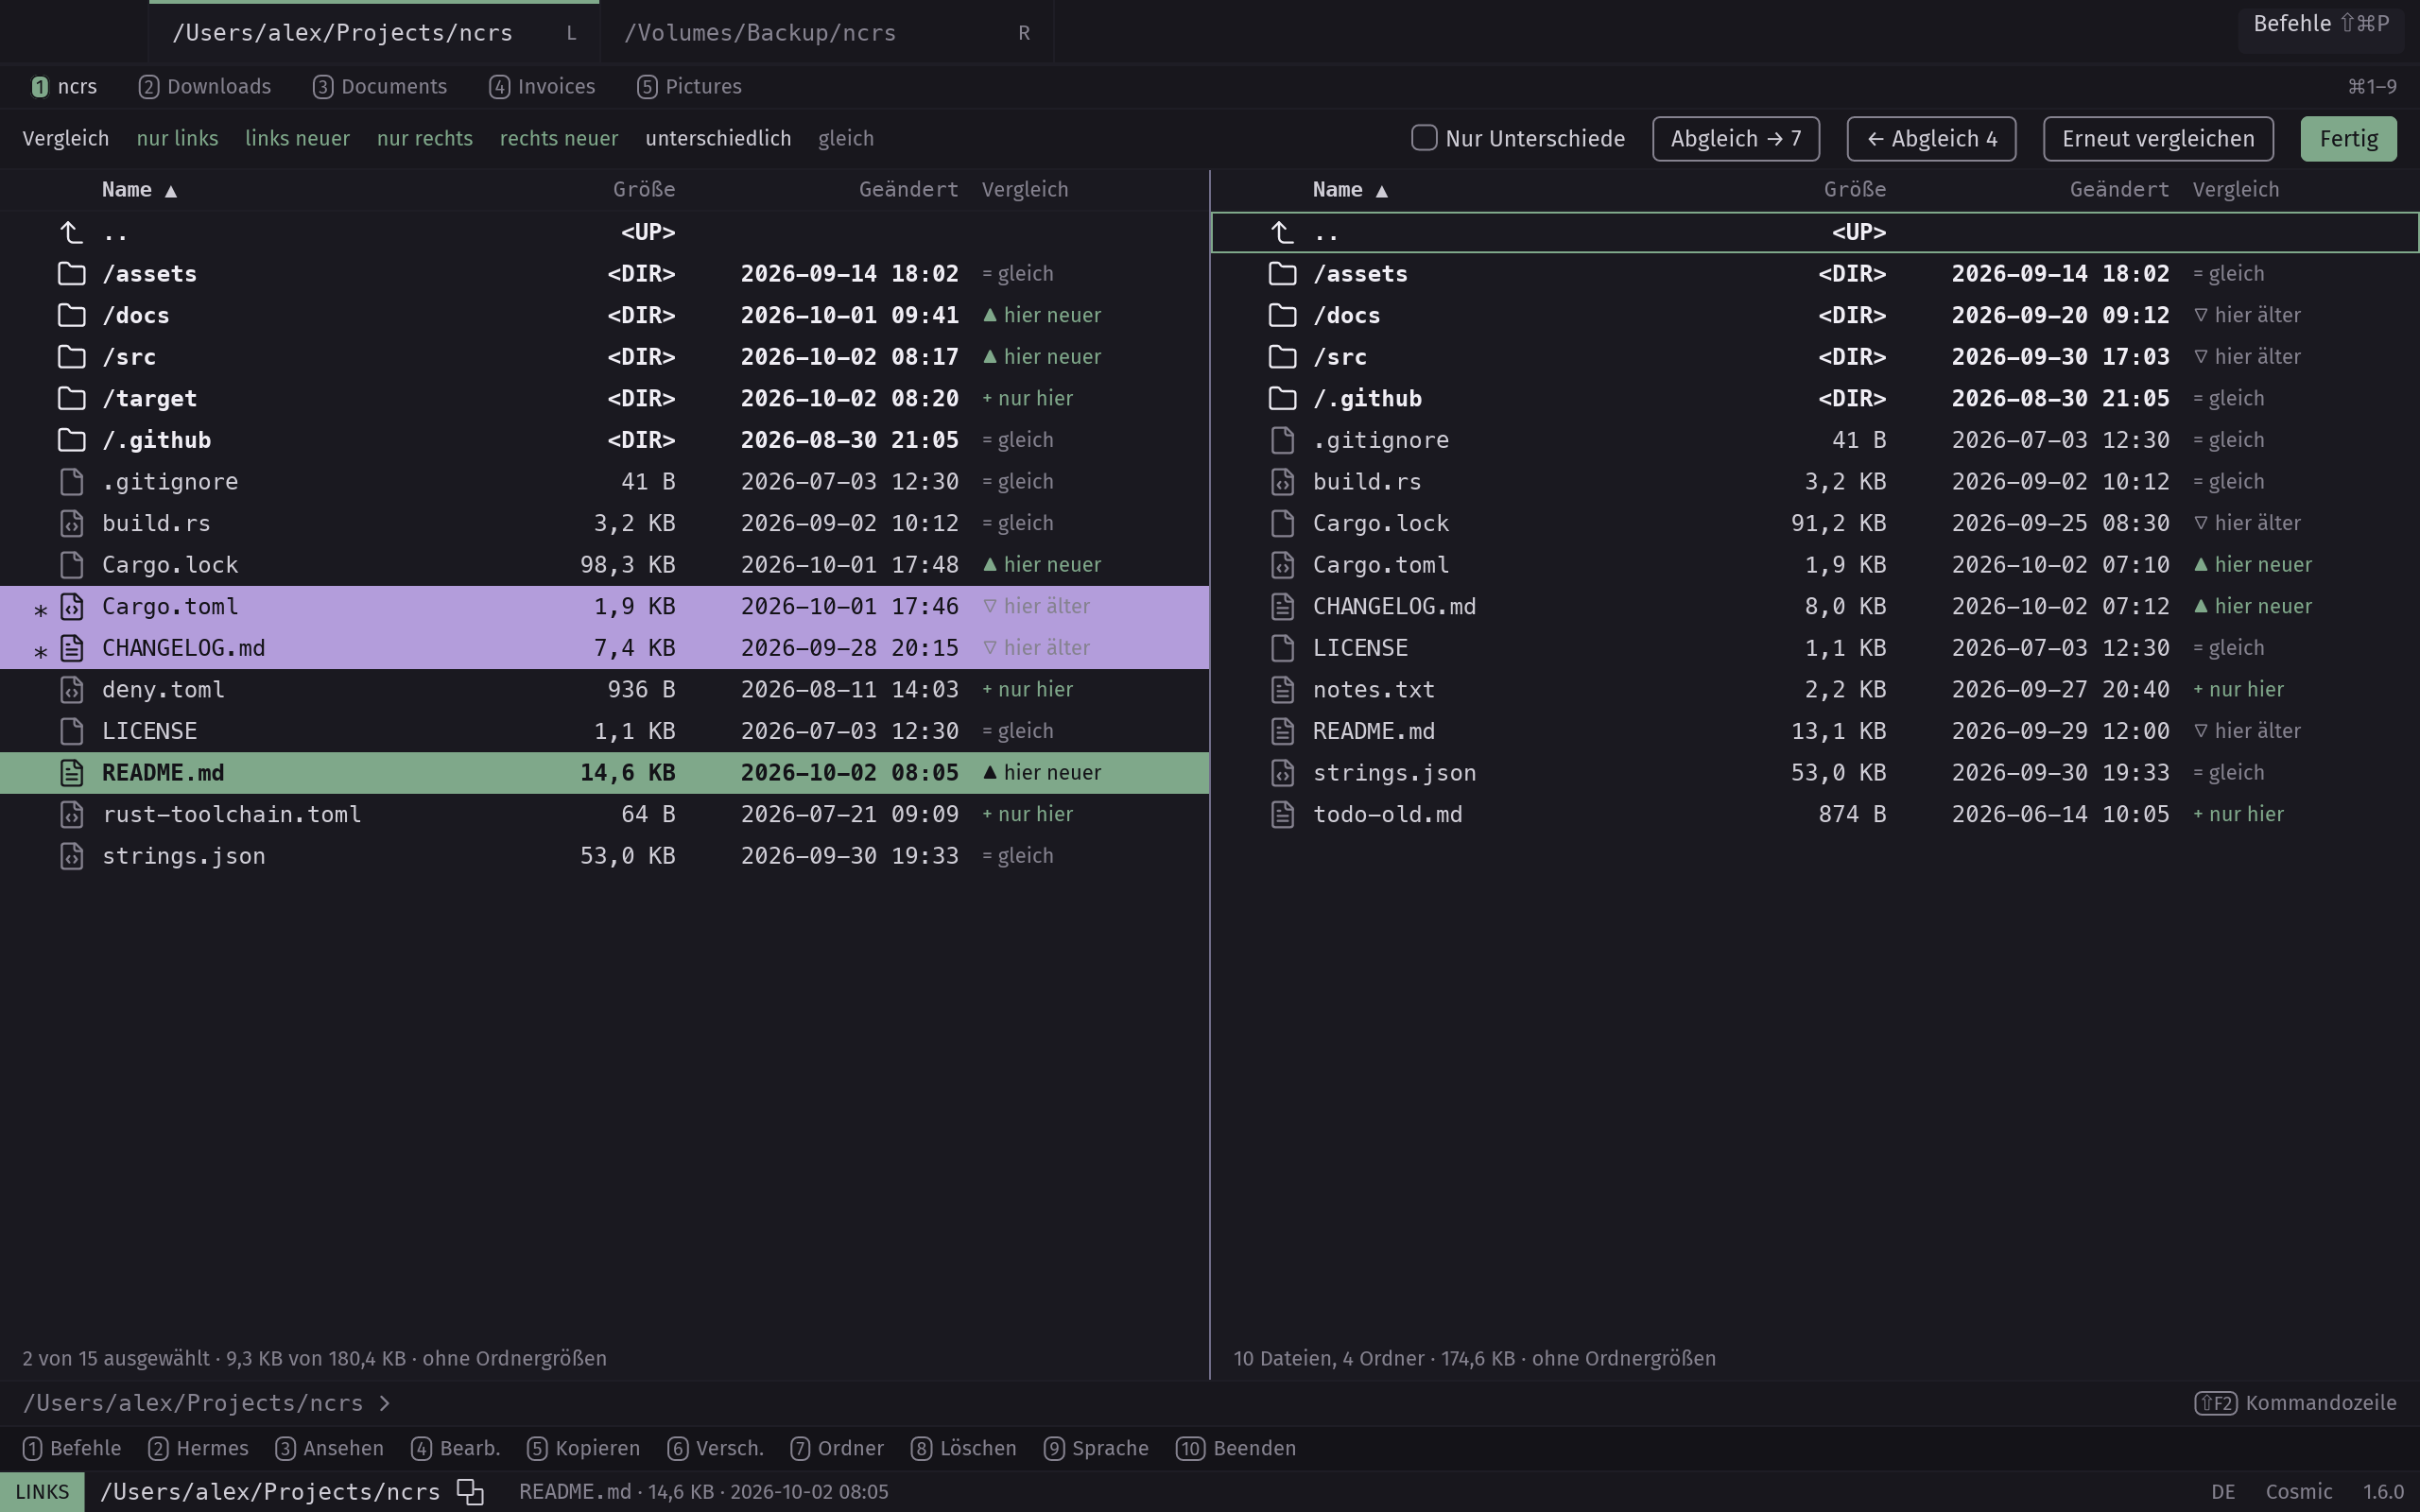 /Users/alex/Projects/ncrs L /Volumes/Backup/ncrs R Befehle ⇧⌘P
1 ncrs 2 Downloads 3 Documents 4 Invoices 5 Pictures ⌘1–9
Vergleich nur links links neuer nur rechts rechts neuer unterschiedlich gleich Nur Unterschiede Abgleich → 7 ← Abgleich 4 Erneut vergleichen Fertig
Name ▲ Größe Geändert Vergleich
.. <UP>
/assets <DIR> 2026-09-14 18:02 = gleich
/docs <DIR> 2026-10-01 09:41 ▲ hier neuer
/src <DIR> 2026-10-02 08:17 ▲ hier neuer
/target <DIR> 2026-10-02 08:20 + nur hier
/.github <DIR> 2026-08-30 21:05 = gleich
.gitignore 41 B 2026-07-03 12:30 = gleich
build.rs 3,2 KB 2026-09-02 10:12 = gleich
Cargo.lock 98,3 KB 2026-10-01 17:48 ▲ hier neuer
* Cargo.toml 1,9 KB 2026-10-01 17:46 ▽ hier älter
* CHANGELOG.md 7,4 KB 2026-09-28 20:15 ▽ hier älter
deny.toml 936 B 2026-08-11 14:03 + nur hier
LICENSE 1,1 KB 2026-07-03 12:30 = gleich
README.md 14,6 KB 2026-10-02 08:05 ▲ hier neuer
rust-toolchain.toml 64 B 2026-07-21 09:09 + nur hier
strings.json 53,0 KB 2026-09-30 19:33 = gleich
2 von 15 ausgewählt · 9,3 KB von 180,4 KB · ohne Ordnergrößen
Name ▲ Größe Geändert Vergleich
.. <UP>
/assets <DIR> 2026-09-14 18:02 = gleich
/docs <DIR> 2026-09-20 09:12 ▽ hier älter
/src <DIR> 2026-09-30 17:03 ▽ hier älter
/.github <DIR> 2026-08-30 21:05 = gleich
.gitignore 41 B 2026-07-03 12:30 = gleich
build.rs 3,2 KB 2026-09-02 10:12 = gleich
Cargo.lock 91,2 KB 2026-09-25 08:30 ▽ hier älter
Cargo.toml 1,9 KB 2026-10-02 07:10 ▲ hier neuer
CHANGELOG.md 8,0 KB 2026-10-02 07:12 ▲ hier neuer
LICENSE 1,1 KB 2026-07-03 12:30 = gleich
notes.txt 2,2 KB 2026-09-27 20:40 + nur hier
README.md 13,1 KB 2026-09-29 12:00 ▽ hier älter
strings.json 53,0 KB 2026-09-30 19:33 = gleich
todo-old.md 874 B 2026-06-14 10:05 + nur hier
10 Dateien, 4 Ordner · 174,6 KB · ohne Ordnergrößen
/Users/alex/Projects/ncrs > ⇧F2 Kommandozeile
1 Befehle 2 Hermes 3 Ansehen 4 Bearb. 5 Kopieren 6 Versch. 7 Ordner 8 Löschen 9 Sprache 10 Beenden
LINKS /Users/alex/Projects/ncrs README.md · 14,6 KB · 2026-10-02 08:05 DE Cosmic 1.6.0